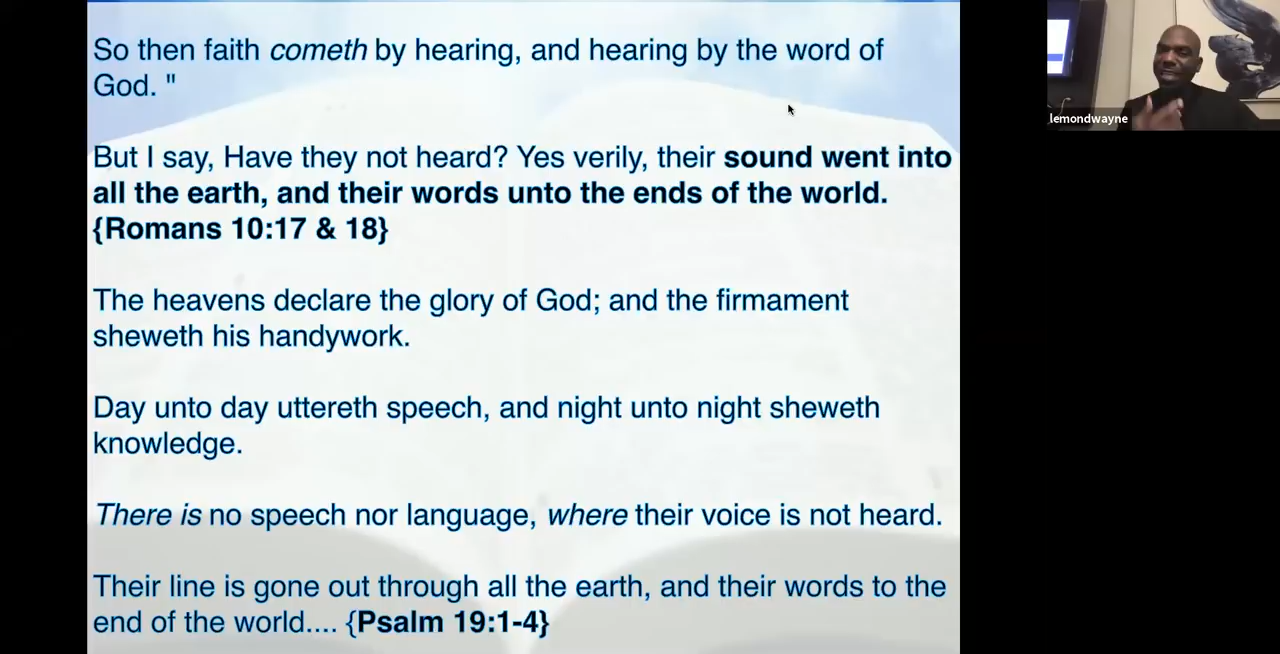 So then faith cometh by hearing, and hearing by the word of
God. "
But I say, Have they not heard? Yes verily, their sound went into
all the earth, and their words unto the ends of the world.
{Romans 10:17 & 18}
The heavens declare the glory of God; and the firmament
sheweth his handywork.
Day unto day uttereth speech, and night unto night sheweth
knowledge.
There is no speech nor language, where their voice is not heard.
Their line is gone out through all the earth, and their words to the
end of the world.... {Psalm 19:1-4}
lemondwayne